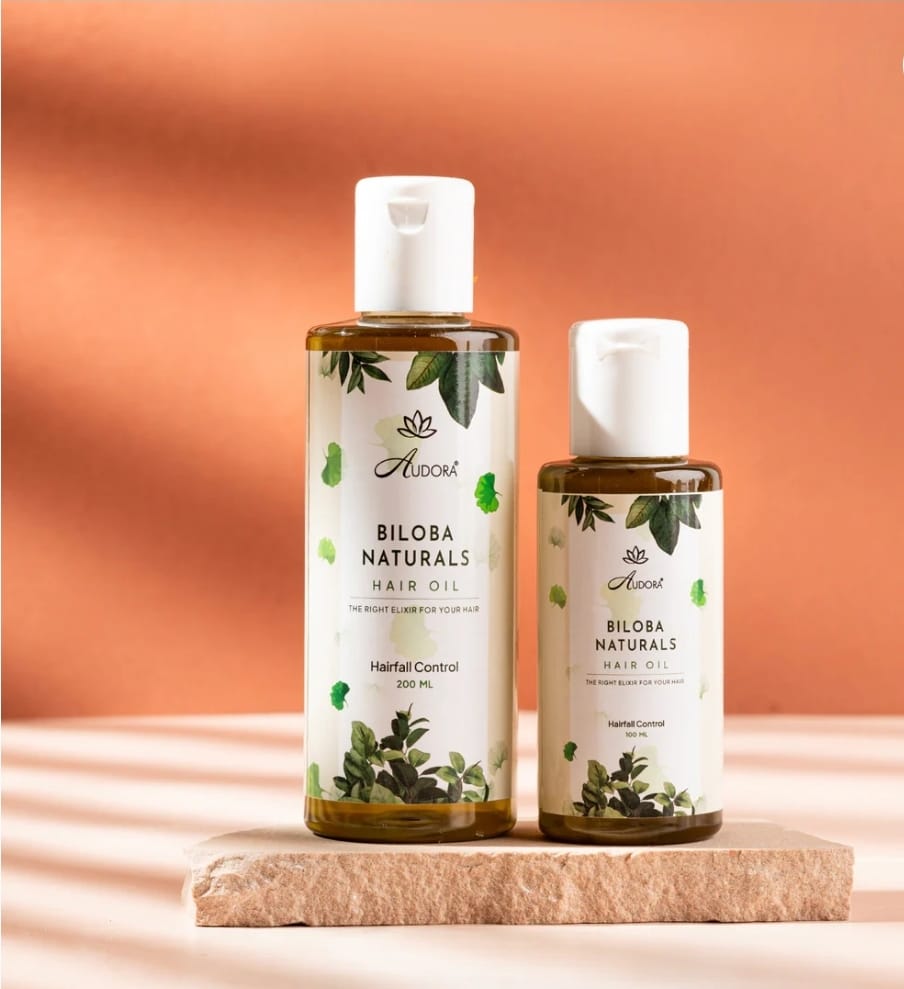 AUDORA®
BILOBA
NATURALS
HAIR OIL
THE RIGHT ELIXIR FOR YOUR HAIR
Hairfall Control
200 ML
AUDORA®
BILOBA
NATURALS
HAIR OIL
THE RIGHT ELIXIR FOR YOUR HAIR
Hairfall Control
100 ML